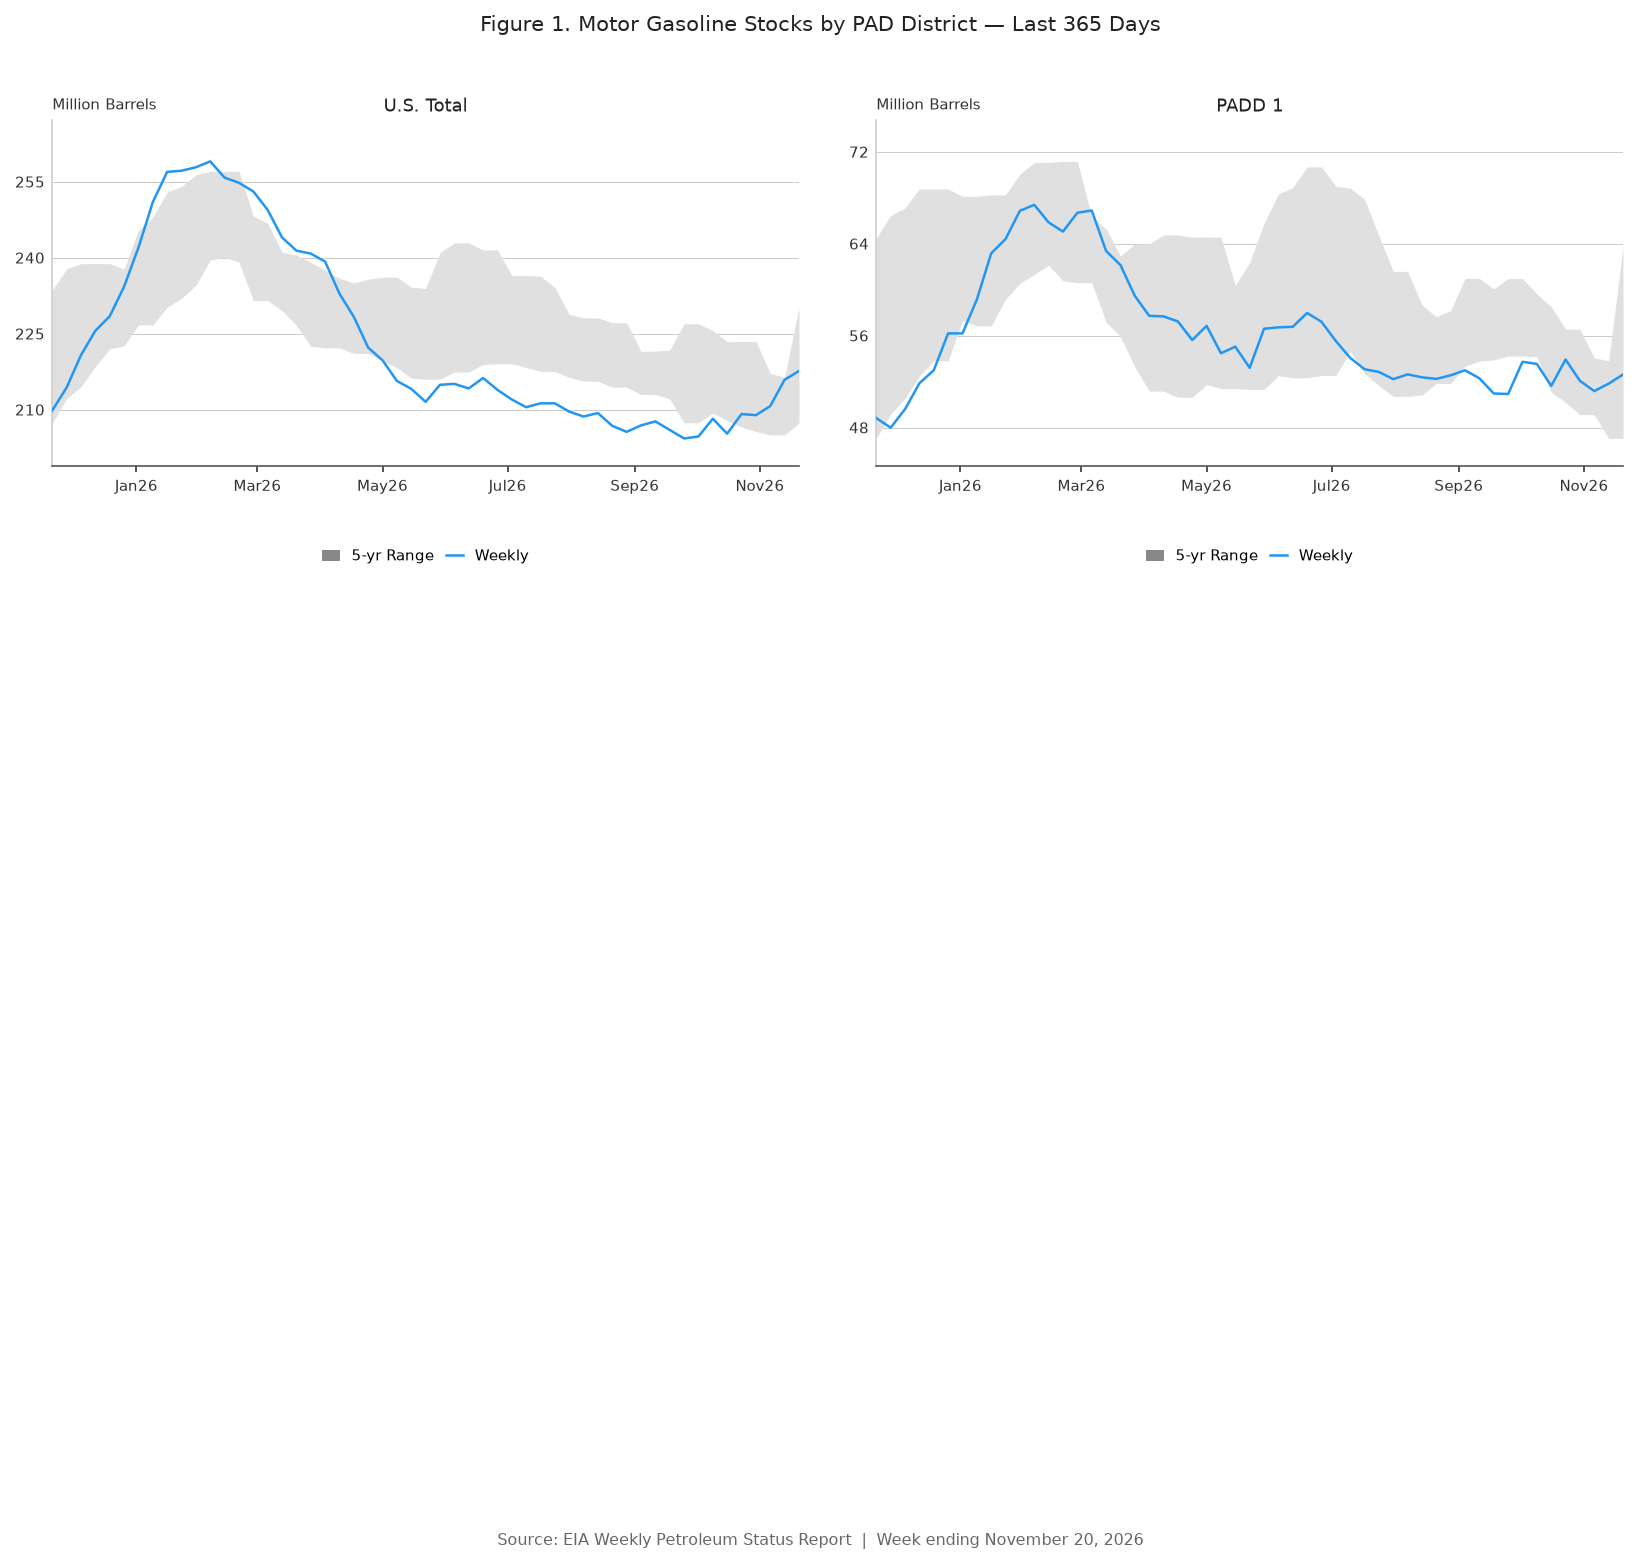 Figure 1. Motor Gasoline Stocks by PAD District — Last 365 Days
Million Barrels
U.S. Total
255
240
225
210
Jan26 Mar26 May26 Jul26 Sep26 Nov26
5-yr Range Weekly
Million Barrels
PADD 1
72
64
56
48
Jan26 Mar26 May26 Jul26 Sep26 Nov26
5-yr Range Weekly
Source: EIA Weekly Petroleum Status Report | Week ending November 20, 2026